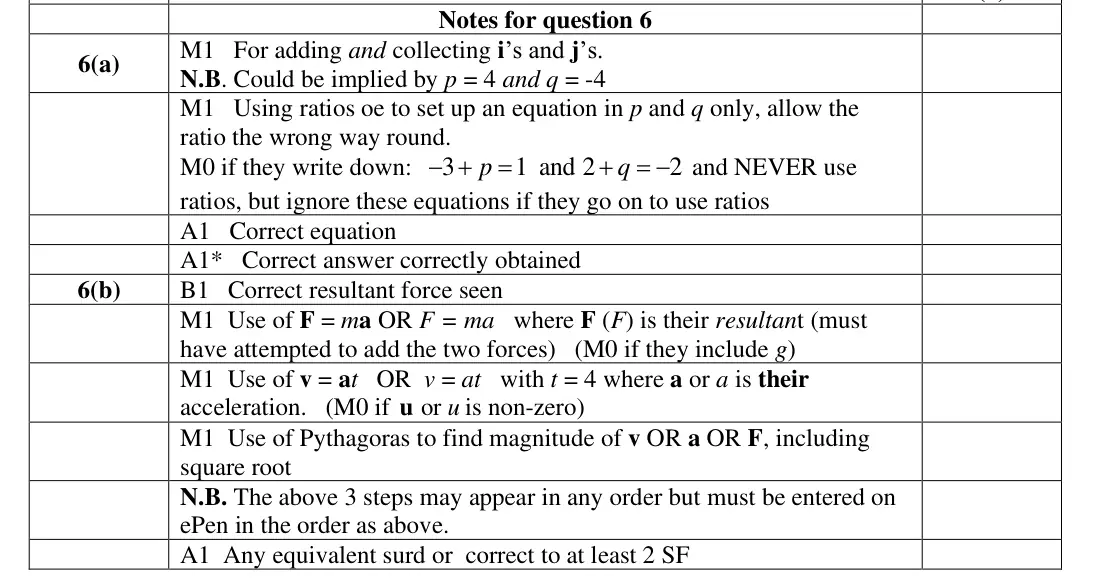 Notes for question 6
6(a)
M1 For adding and collecting i’s and j’s.
N.B. Could be implied by p = 4 and q = -4
M1 Using ratios oe to set up an equation in p and q only, allow the
ratio the wrong way round.
M0 if they write down: −3+ p =1 and 2+q = −2 and NEVER use
ratios, but ignore these equations if they go on to use ratios
A1 Correct equation
A1* Correct answer correctly obtained
6(b)
B1 Correct resultant force seen
M1 Use of F = ma OR F = ma where F (F) is their resultant (must
have attempted to add the two forces) (M0 if they include g)
M1 Use of v = at OR v = at with t = 4 where a or a is their
acceleration. (M0 if u or u is non-zero)
M1 Use of Pythagoras to find magnitude of v OR a OR F, including
square root
N.B. The above 3 steps may appear in any order but must be entered on
ePen in the order as above.
A1 Any equivalent surd or correct to at least 2 SF